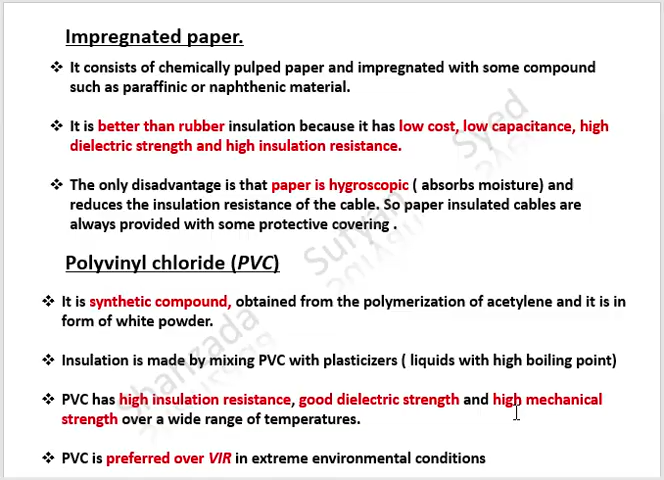 Impregnated paper.
❖ It consists of chemically pulped paper and impregnated with some compound
such as paraffinic or naphthenic material.
❖ It is better than rubber insulation because it has low cost, low capacitance, high
dielectric strength and high insulation resistance.
❖ The only disadvantage is that paper is hygroscopic ( absorbs moisture) and
reduces the insulation resistance of the cable. So paper insulated cables are
always provided with some protective covering .
Polyvinyl chloride (PVC)
❖ It is synthetic compound, obtained from the polymerization of acetylene and it is in
form of white powder.
❖ Insulation is made by mixing PVC with plasticizers ( liquids with high boiling point)
❖ PVC has high insulation resistance, good dielectric strength and high mechanical
strength over a wide range of temperatures.
❖ PVC is preferred over VIR in extreme environmental conditions
Shahzada Sufyan Syed